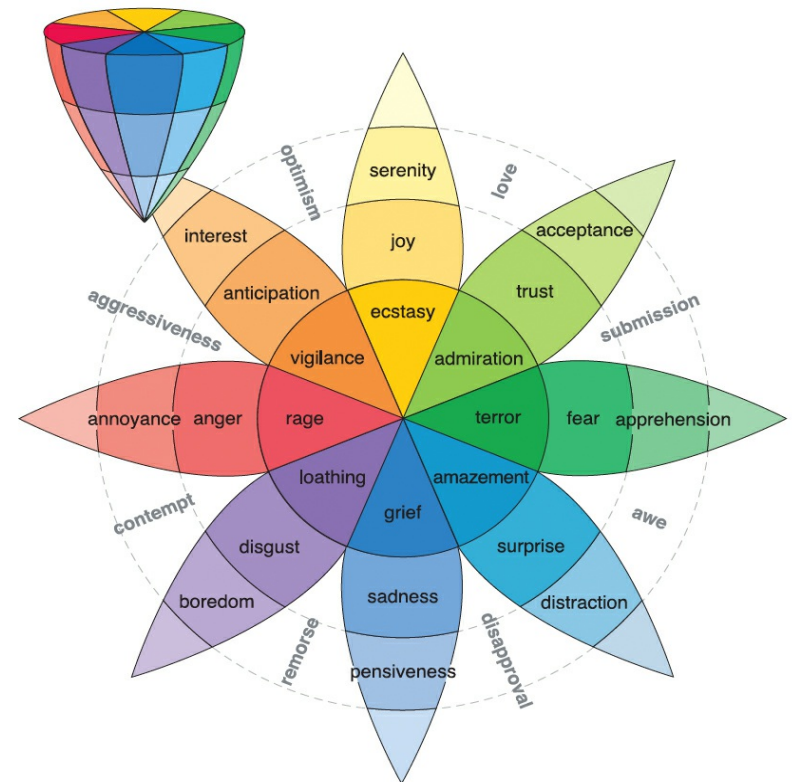 optimism
love
serenity
interest
acceptance
joy
anticipation
trust
aggressiveness
submission
ecstasy
vigilance
admiration
annoyance
anger
rage
terror
fear
apprehension
loathing
amazement
grief
contempt
awe
disgust
surprise
boredom
sadness
distraction
remorse
disapproval
pensiveness